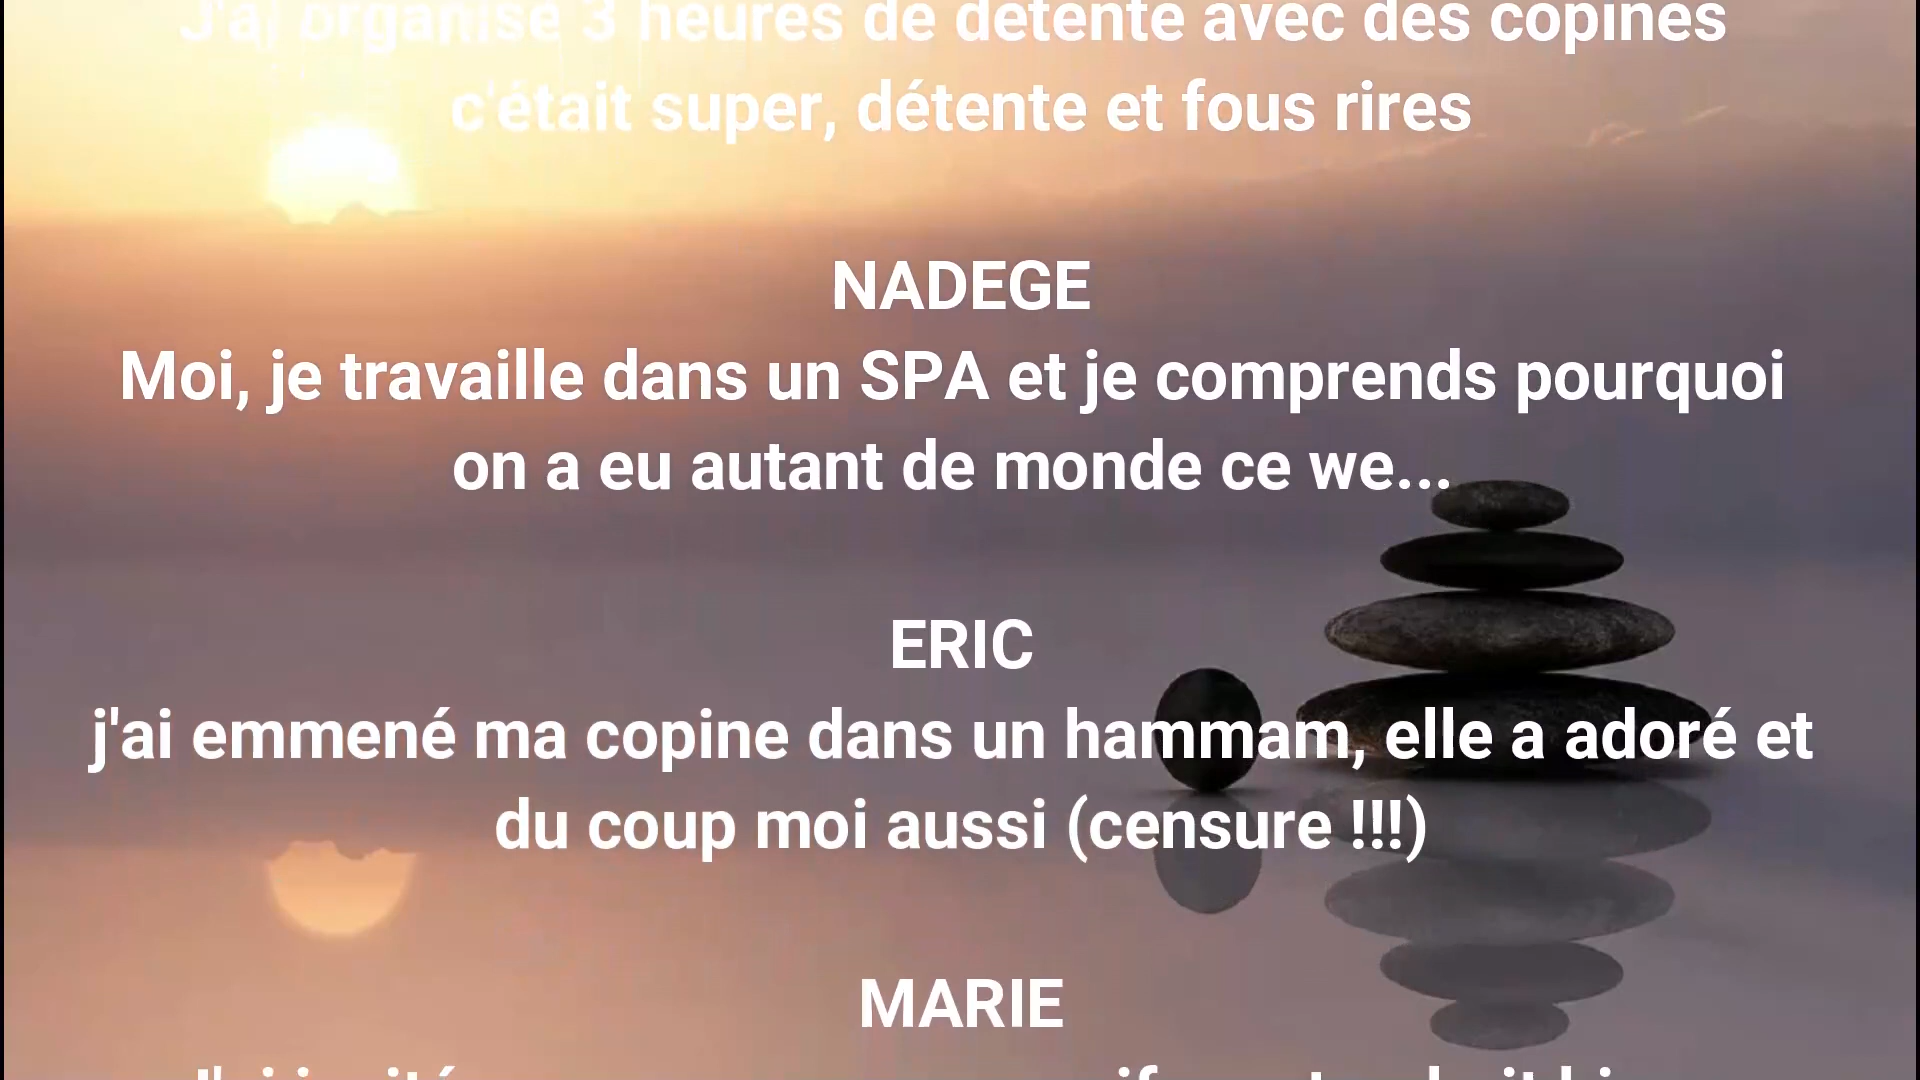 J'ai organisé 3 heures de détente avec des copines
c'était super, détente et fous rires
NADEGE
Moi, je travaille dans un SPA et je comprends pourquoi
on a eu autant de monde ce we...
ERIC
j'ai emmené ma copine dans un hammam, elle a adoré et
du coup moi aussi (censure !!!)
MARIE
J'ai invité